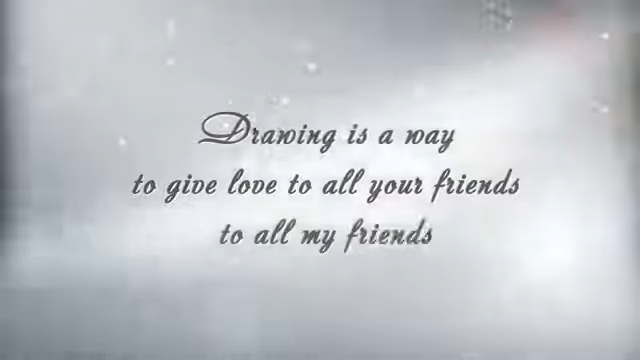 Drawing is a way
to give love to all your friends
to all my friends